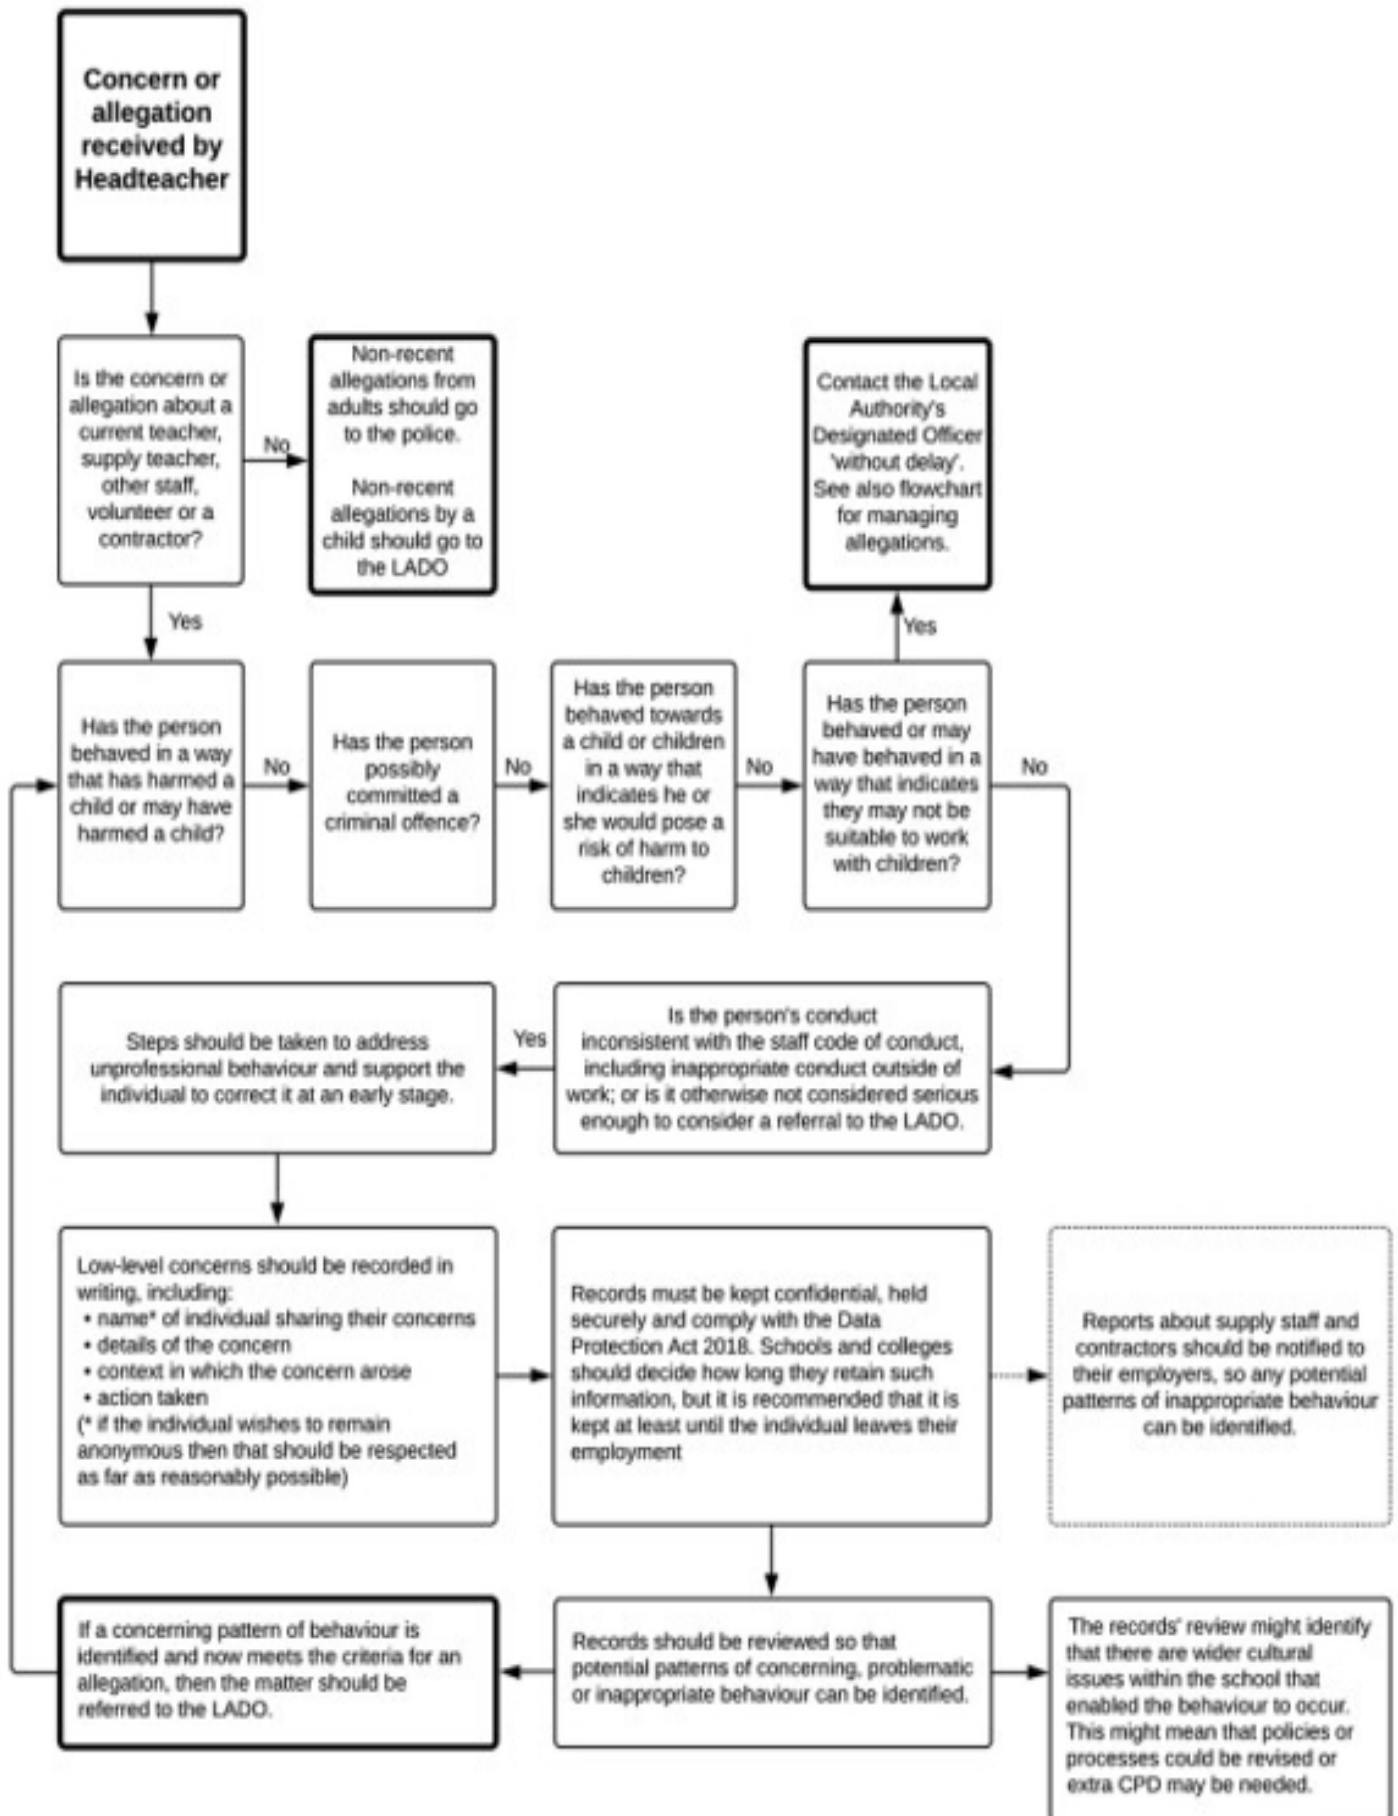 Concern or
allegation
received by
Headteacher
Is the concern or
allegation about a
current teacher,
supply teacher,
other staff,
volunteer or a
contractor?
No
Non-recent
allegations from
adults should go
to the police.
Non-recent
allegations by a
child should go to
the LADO
Contact the Local
Authority's
Designated Officer
'without delay'.
See also flowchart
for managing
allegations.
Yes
Yes
Has the person
behaved in a way
that has harmed a
child or may have
harmed a child?
No
Has the person
possibly
committed a
criminal offence?
No
Has the person
behaved towards
a child or children
in a way that
indicates he or
she would pose a
risk of harm to
children?
No
Has the person
behaved or may
have behaved in a
way that indicates
they may not be
suitable to work
with children?
No
Is the person's conduct
inconsistent with the staff code of conduct,
including inappropriate conduct outside of
work; or is it otherwise not considered serious
enough to consider a referral to the LADO.
Yes
Steps should be taken to address
unprofessional behaviour and support the
individual to correct it at an early stage.
Low-level concerns should be recorded in
writing, including:
• name* of individual sharing their concerns
• details of the concern
• context in which the concern arose
• action taken
(* if the individual wishes to remain
anonymous then that should be respected
as far as reasonably possible)
Records must be kept confidential, held
securely and comply with the Data
Protection Act 2018. Schools and colleges
should decide how long they retain such
information, but it is recommended that it is
kept at least until the individual leaves their
employment
Reports about supply staff and
contractors should be notified to
their employers, so any potential
patterns of inappropriate behaviour
can be identified.
If a concerning pattern of behaviour is
identified and now meets the criteria for an
allegation, then the matter should be
referred to the LADO.
Records should be reviewed so that
potential patterns of concerning, problematic
or inappropriate behaviour can be identified.
The records' review might identify
that there are wider cultural
issues within the school that
enabled the behaviour to occur.
This might mean that policies or
processes could be revised or
extra CPD may be needed.